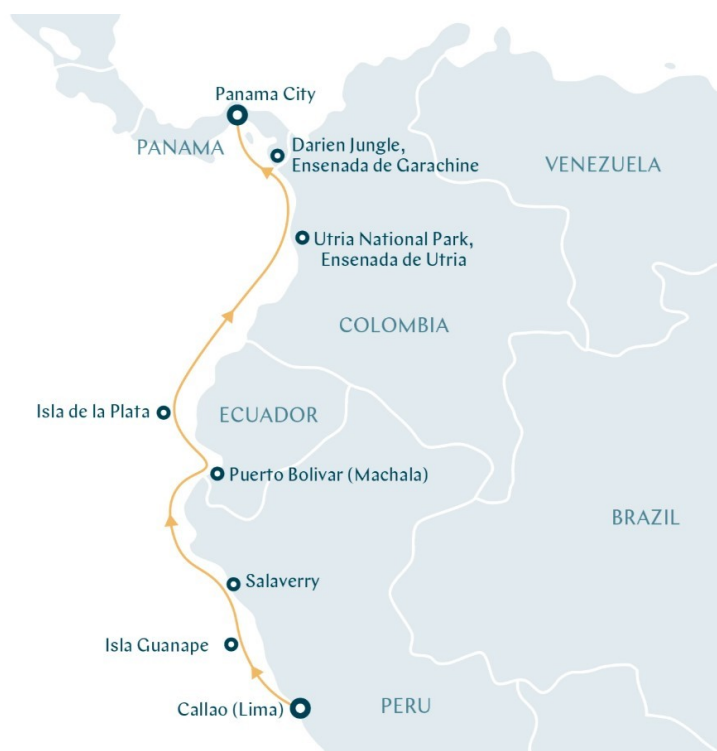 Panama City
PANAMA
Darien Jungle,
Ensenada de Garachine
VENEZUELA
Utria National Park,
Ensenada de Utria
COLOMBIA
Isla de la Plata
ECUADOR
Puerto Bolivar (Machala)
BRAZIL
Salaverry
Isla Guanape
Callao (Lima)
PERU